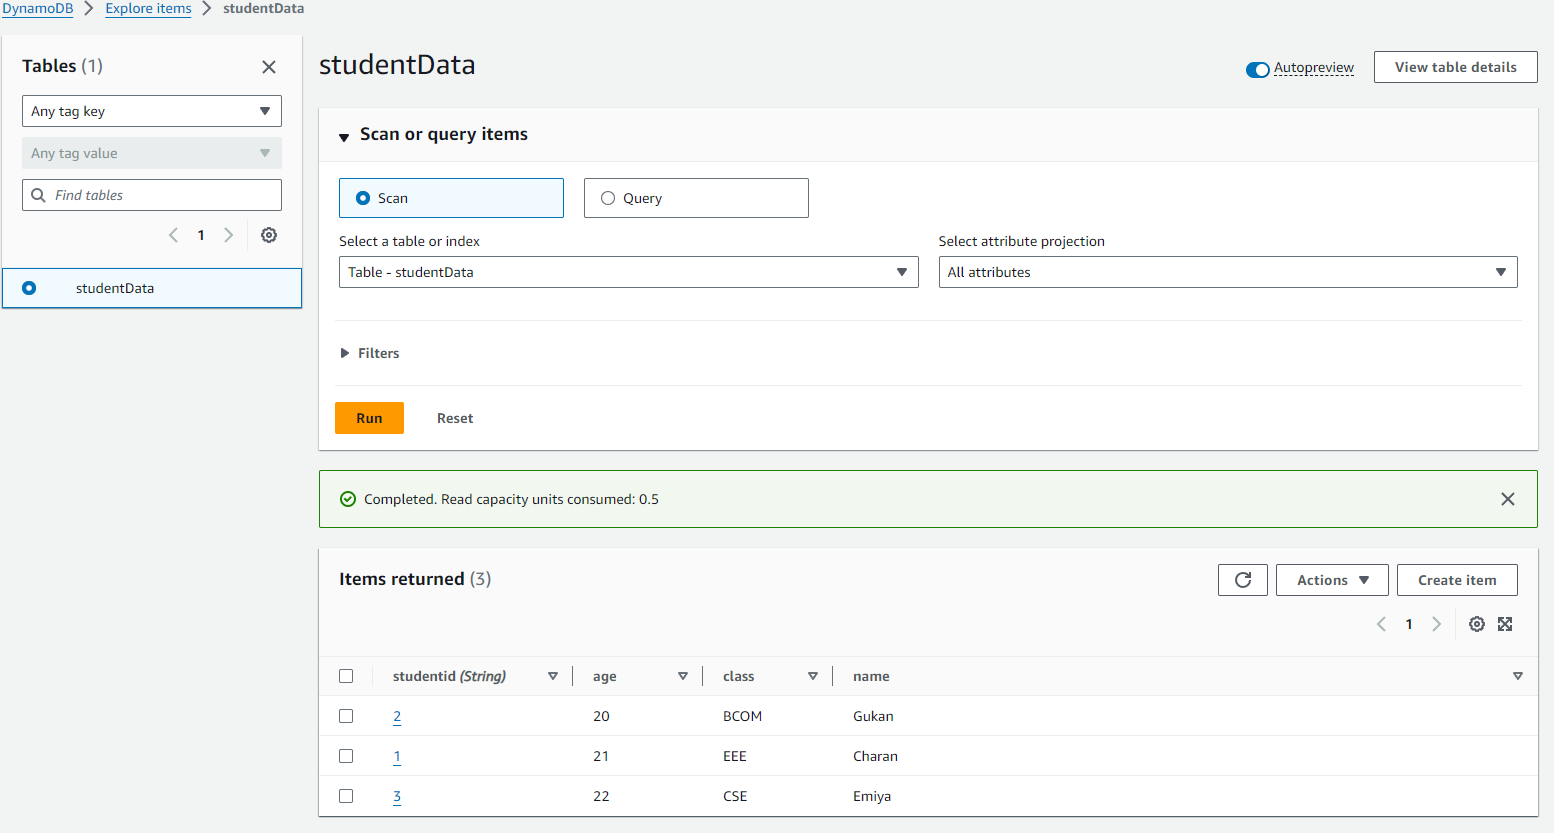 DynamoDB > Explore items > studentData
Tables (1)
Any tag key
Any tag value
Find tables
1
studentData
studentData
Autopreview
View table details
Scan or query items
Scan
Query
Select a table or index
Select attribute projection
Table - studentData
All attributes
Filters
Run
Reset
Completed. Read capacity units consumed: 0.5
Items returned (3)
Actions
Create item
1
studentid (String) age class name
2 20 BCOM Gukan
1 21 EEE Charan
3 22 CSE Emiya